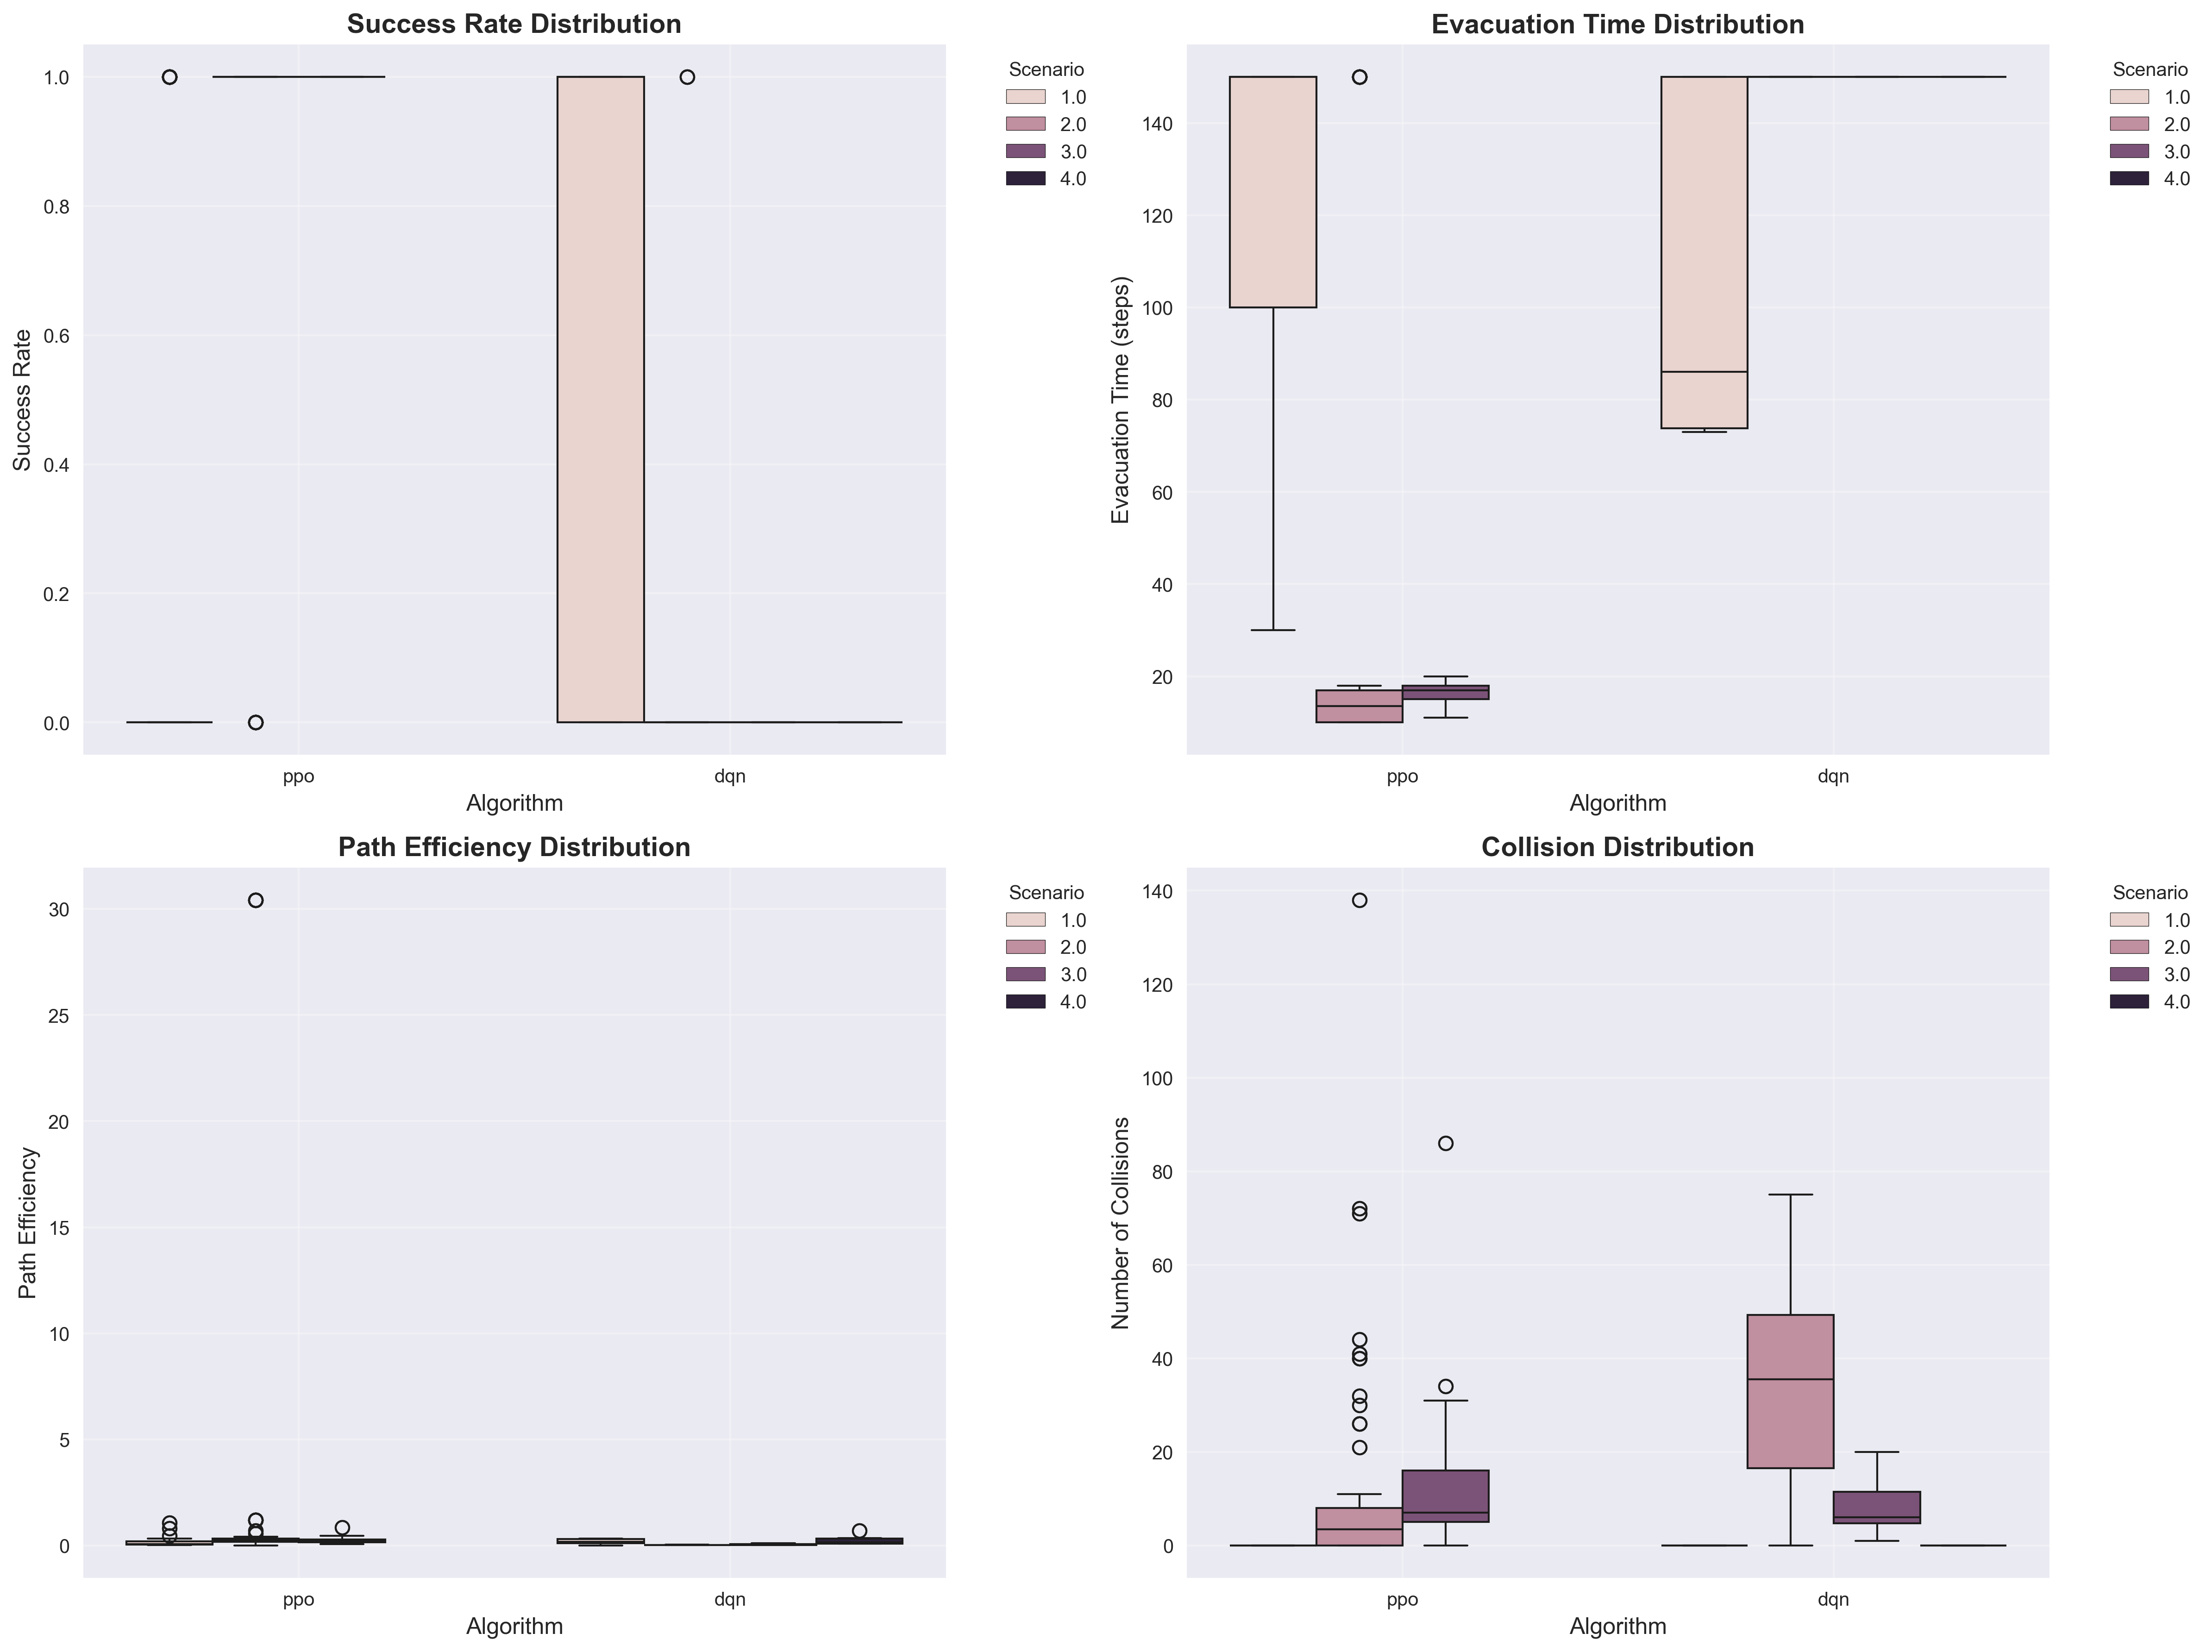 Success Rate Distribution
Success Rate
1.0
0.8
0.6
0.4
0.2
0.0
ppo
dqn
Algorithm
Scenario
1.0
2.0
3.0
4.0
Evacuation Time Distribution
Evacuation Time (steps)
140
120
100
80
60
40
20
ppo
dqn
Algorithm
Scenario
1.0
2.0
3.0
4.0
Path Efficiency Distribution
Path Efficiency
30
25
20
15
10
5
0
ppo
dqn
Algorithm
Scenario
1.0
2.0
3.0
4.0
Collision Distribution
Number of Collisions
140
120
100
80
60
40
20
0
ppo
dqn
Algorithm
Scenario
1.0
2.0
3.0
4.0